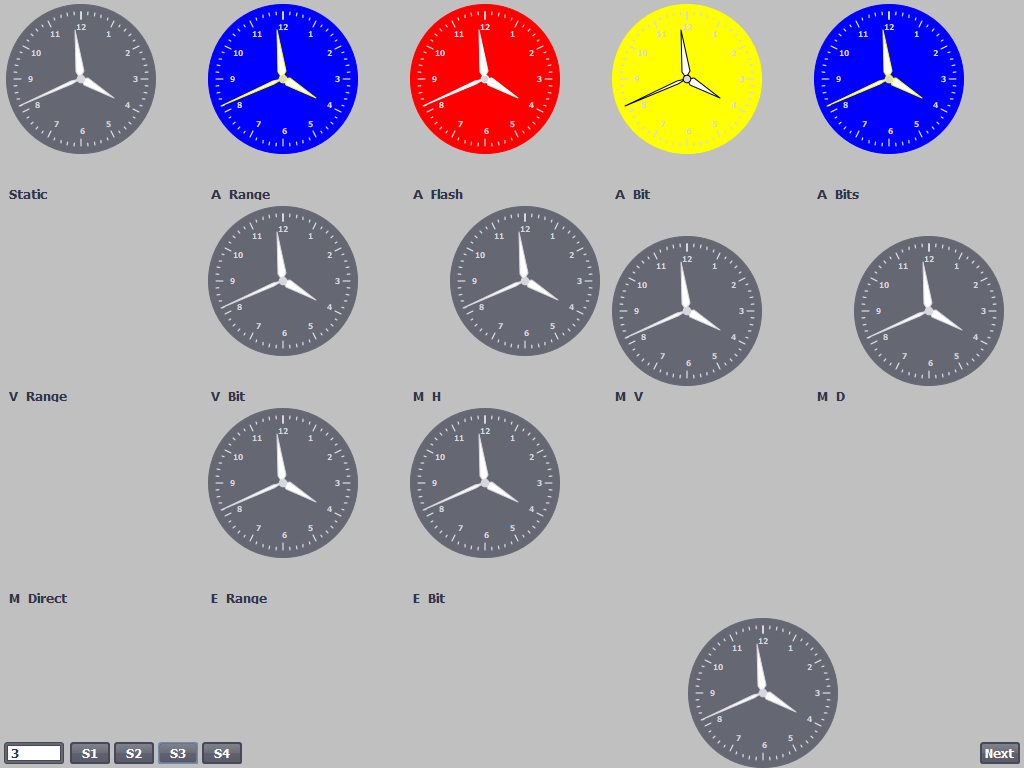 Static A Range A Flash A Bit A Bits
V Range V Bit M H M V M D
M Direct E Range E Bit
3 S1 S2 S3 S4 Next